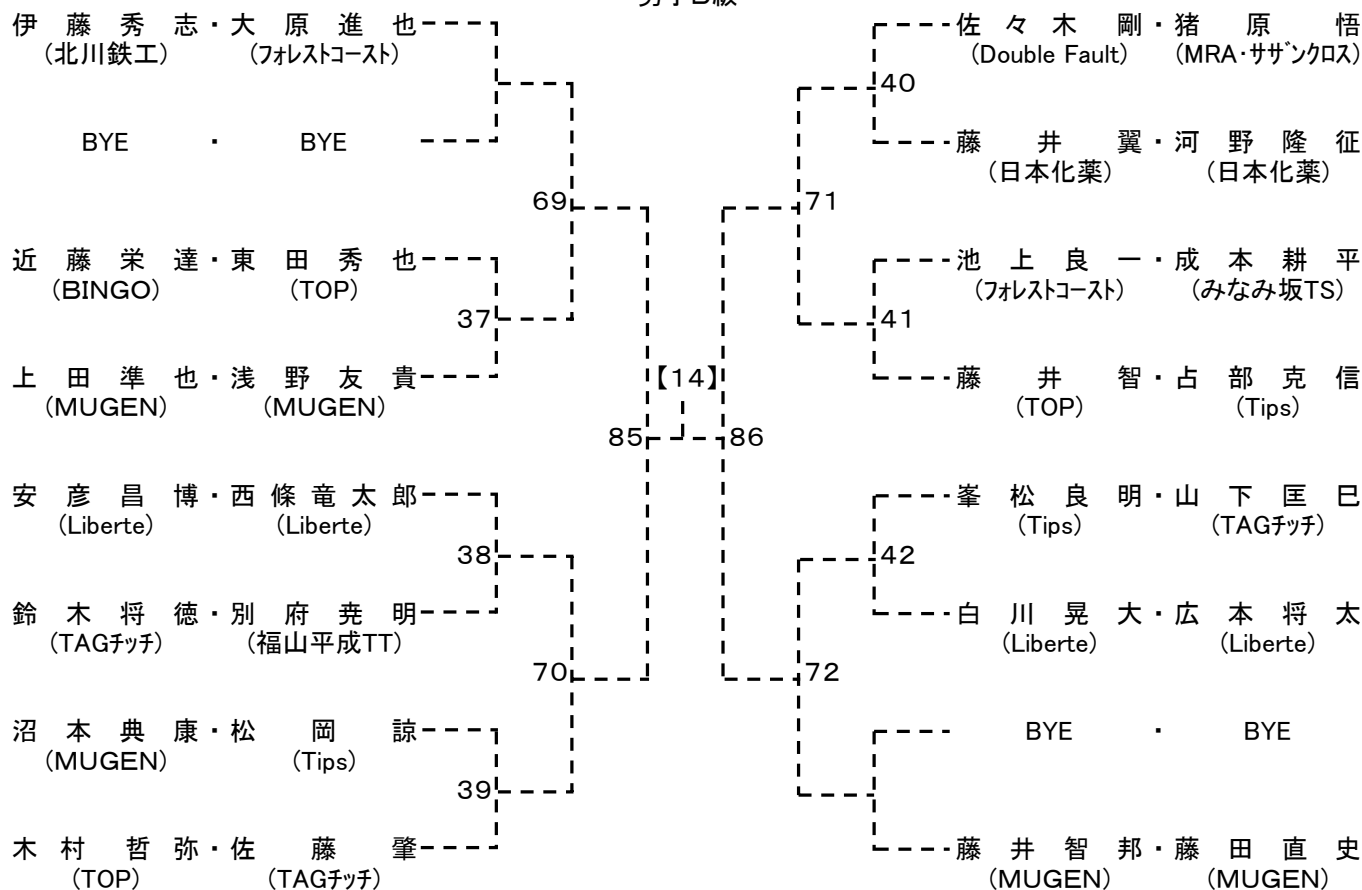 伊藤秀志・大原進也 佐々木剛・猪原悟
(北川鉄工) (フォレストコースト) (Double Fault) (MRA・サザンクロス)
40
BYE ・ BYE 藤井翼・河野隆征
(日本化薬) (日本化薬)
69 71
近藤栄達・東田秀也 池上良一・成本耕平
(BINGO) (TOP) (フォレストコースト) (みなみ坂TS)
37 41
上田準也・浅野友貴 【14】 藤井智・占部克信
(MUGEN) (MUGEN) (TOP) (Tips)
85 86
安彦昌博・西條竜太郎 峯松良明・山下匡巳
(Liberte) (Liberte) (Tips) (TAGチッチ)
38 42
鈴木将徳・別府尭明 白川晃大・広本将太
(TAGチッチ) (福山平成TT) (Liberte) (Liberte)
70 72
沼本典康・松岡諒 BYE ・ BYE
(MUGEN) (Tips)
39
木村哲弥・佐藤肇 藤井智邦・藤田直史
(TOP) (TAGチッチ) (MUGEN) (MUGEN)